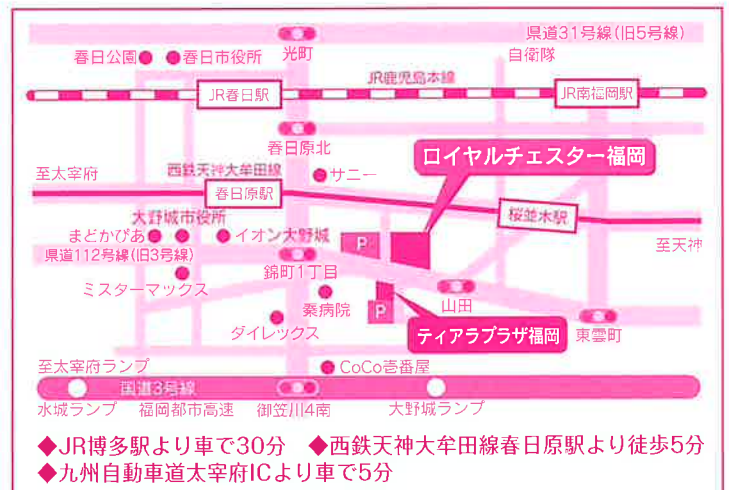 県道31号線(旧5号線)
春日公園 春日市役所 光町 自衛隊
JR鹿児島本線
JR春日駅 JR南福岡駅
春日原北
ロイヤルチェスター福岡
至太宰府 西鉄天神大牟田線 サニー
春日原駅
桜並木駅
大野城市役所
まどかぴあ イオン大野城 P 至天神
県道112号線(旧3号線)
錦町1丁目
ミスターマックス
秦病院 P 山田
ダイレックス ティアラプラザ福岡 東雲町
至太宰府ランプ CoCo壱番屋
国道3号線
水城ランプ 福岡都市高速 御笠川4南 大野城ランプ
◆JR博多駅より車で30分 ◆西鉄天神大牟田線春日原駅より徒歩5分
◆九州自動車道太宰府ICより車で5分